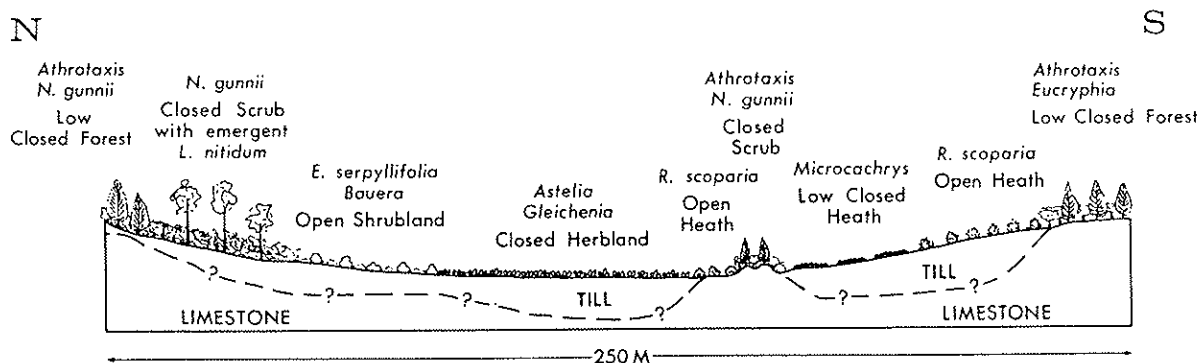 N
S
Athrotaxis
N. gunnii
Low
Closed Forest
N. gunnii
Closed Scrub
with emergent
L. nitidum
E. serpyllifolia
Bauera
Open Shrubland
Astelia
Gleichenia
Closed Herbland
R. scoparia
Open
Heath
Athrotaxis
N. gunnii
Closed
Scrub
Microcachrys
Low Closed
Heath
R. scoparia
Open Heath
Athrotaxis
Eucryphia
Low Closed Forest
?
?
?
?
?
?
TILL
TILL
LIMESTONE
LIMESTONE
250 M